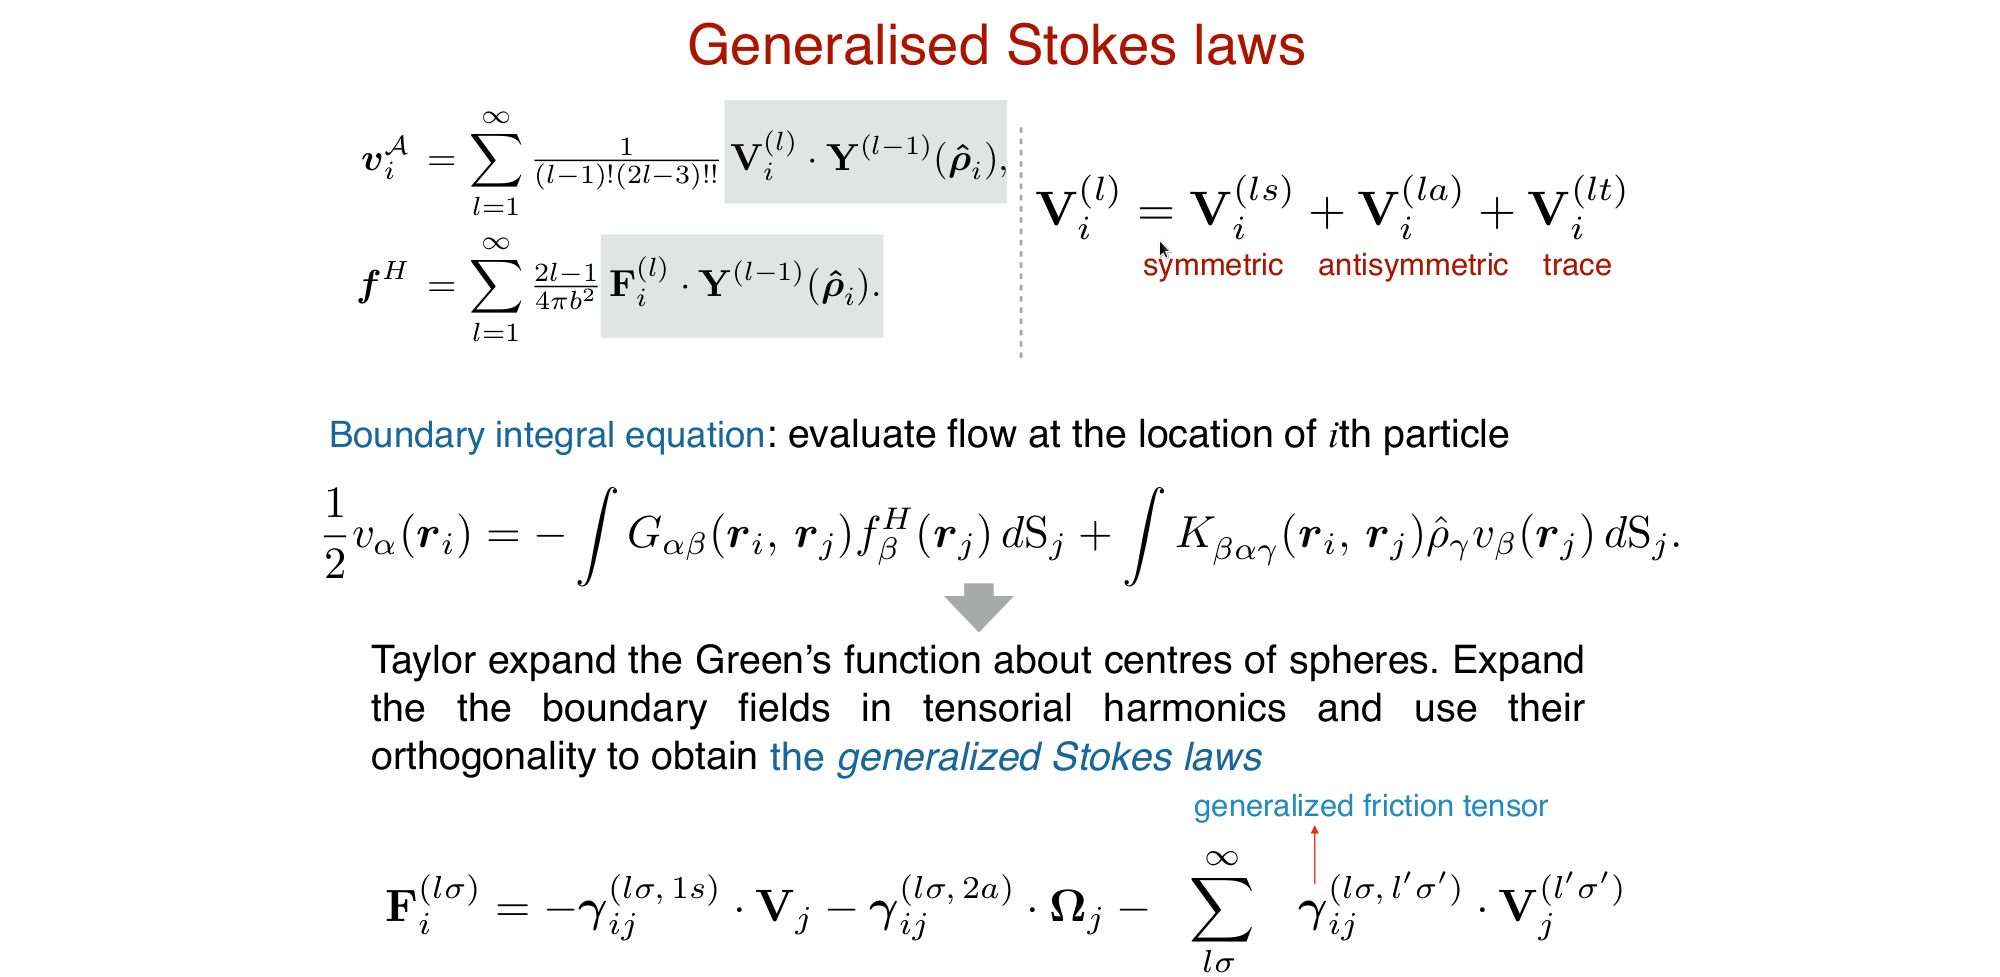 Generalised Stokes laws
$\boldsymbol{v}_i^{\mathcal{A}} = \sum_{l=1}^{\infty} \frac{1}{(l-1)!(2l-3)!!} \mathbf{V}_i^{(l)} \cdot \mathbf{Y}^{(l-1)}(\hat{\boldsymbol{\rho}}_i),$
$\boldsymbol{f}^H = \sum_{l=1}^{\infty} \frac{2l-1}{4\pi b^2} \mathbf{F}_i^{(l)} \cdot \mathbf{Y}^{(l-1)}(\hat{\boldsymbol{\rho}}_i).$
$\mathbf{V}_i^{(l)} = \mathbf{V}_i^{(ls)} + \mathbf{V}_i^{(la)} + \mathbf{V}_i^{(lt)}$
symmetric antisymmetric trace
Boundary integral equation: evaluate flow at the location of ith particle
$\frac{1}{2} v_\alpha(\boldsymbol{r}_i) = -\int G_{\alpha\beta}(\boldsymbol{r}_i, \boldsymbol{r}_j) f_\beta^H(\boldsymbol{r}_j) \, d\mathrm{S}_j + \int K_{\beta\alpha\gamma}(\boldsymbol{r}_i, \boldsymbol{r}_j) \hat{\rho}_\gamma v_\beta(\boldsymbol{r}_j) \, d\mathrm{S}_j.$
Taylor expand the Green's function about centres of spheres. Expand
the the boundary fields in tensorial harmonics and use their
orthogonality to obtain the generalized Stokes laws
generalized friction tensor
$\mathbf{F}_i^{(l\sigma)} = -\boldsymbol{\gamma}_{ij}^{(l\sigma, 1s)} \cdot \mathbf{V}_j - \boldsymbol{\gamma}_{ij}^{(l\sigma, 2a)} \cdot \boldsymbol{\Omega}_j - \sum_{l\sigma}^{\infty} \boldsymbol{\gamma}_{ij}^{(l\sigma, l'\sigma')} \cdot \mathbf{V}_j^{(l'\sigma')}$